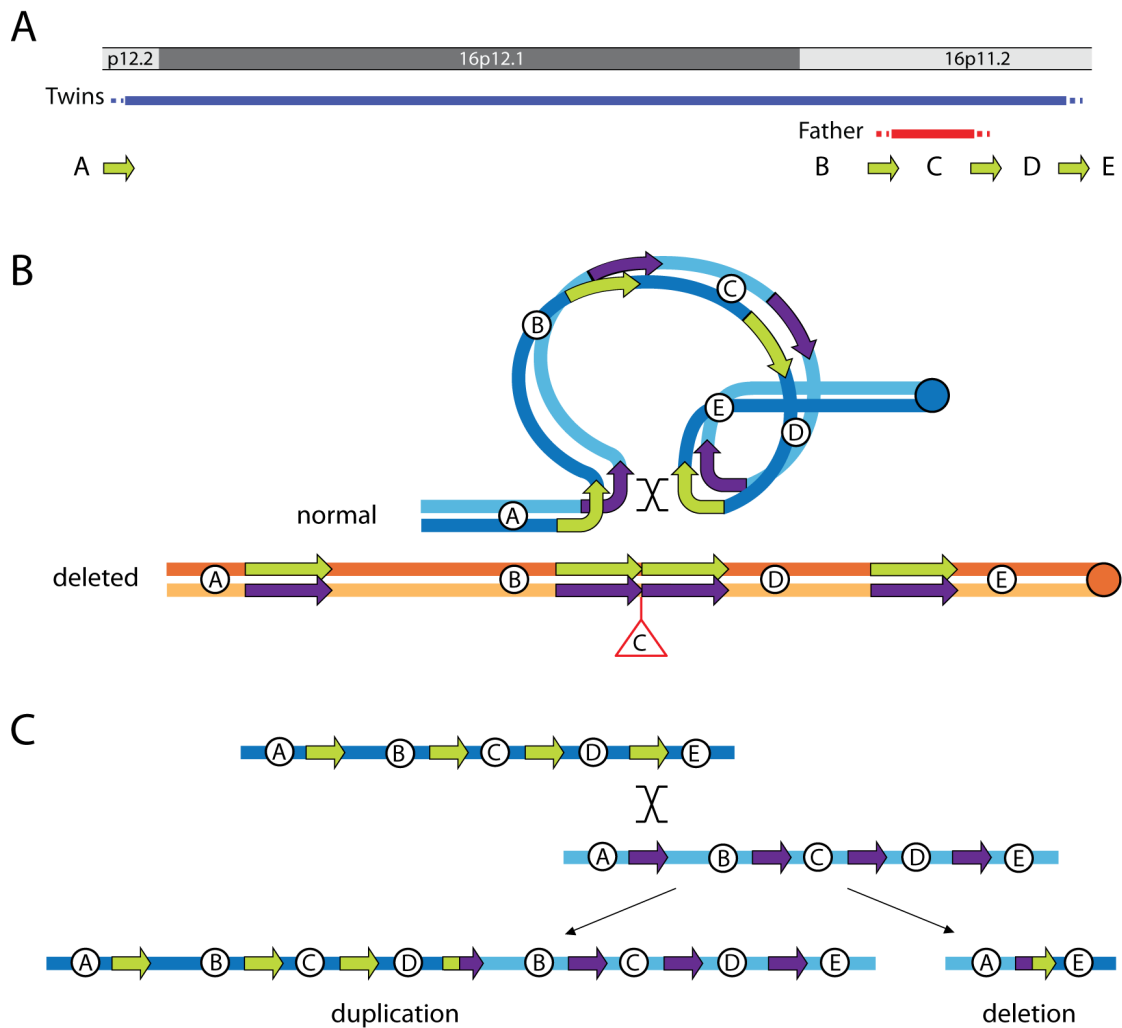 A
p12.2 16p12.1 16p11.2
Twins
Father
A B C D E
B
C
B
E
D
normal
A
deleted
A B D E
C
C
A B C D E
A B C D E
A B C D B C D E
A E
duplication deletion